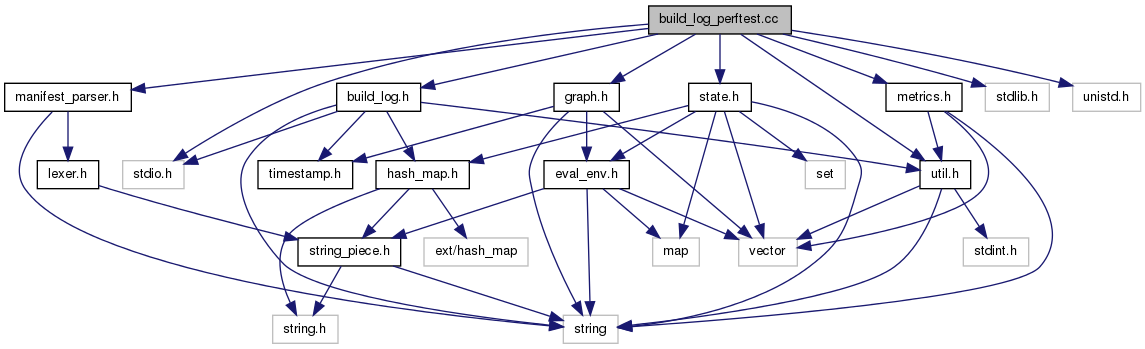 build_log_perftest.cc
manifest_parser.h
build_log.h
graph.h
state.h
metrics.h
stdlib.h
unistd.h
lexer.h
stdio.h
timestamp.h
hash_map.h
eval_env.h
set
util.h
string_piece.h
ext/hash_map
map
vector
stdint.h
string.h
string